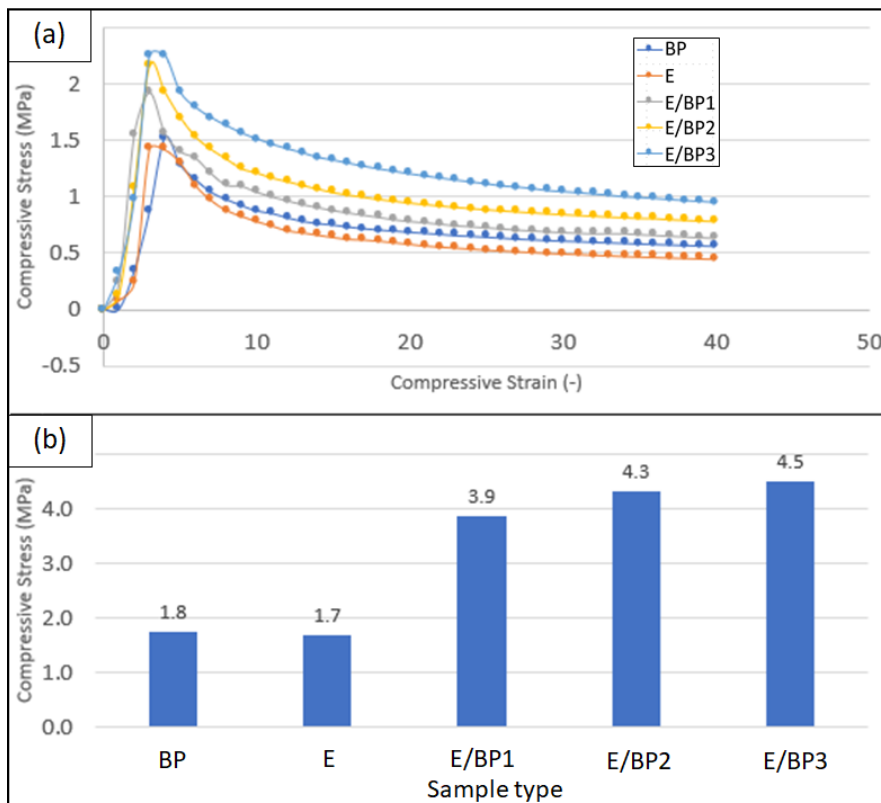 (a)
Compressive Stress (MPa)
2
1.5
1
0.5
0
-0.5
0 10 20 30 40 50
Compressive Strain (-)
BP
E
E/BP1
E/BP2
E/BP3
(b)
Compressive Stress (MPa)
4.0
3.0
2.0
1.0
0.0
1.8
1.7
3.9
4.3
4.5
BP E E/BP1 E/BP2 E/BP3
Sample type